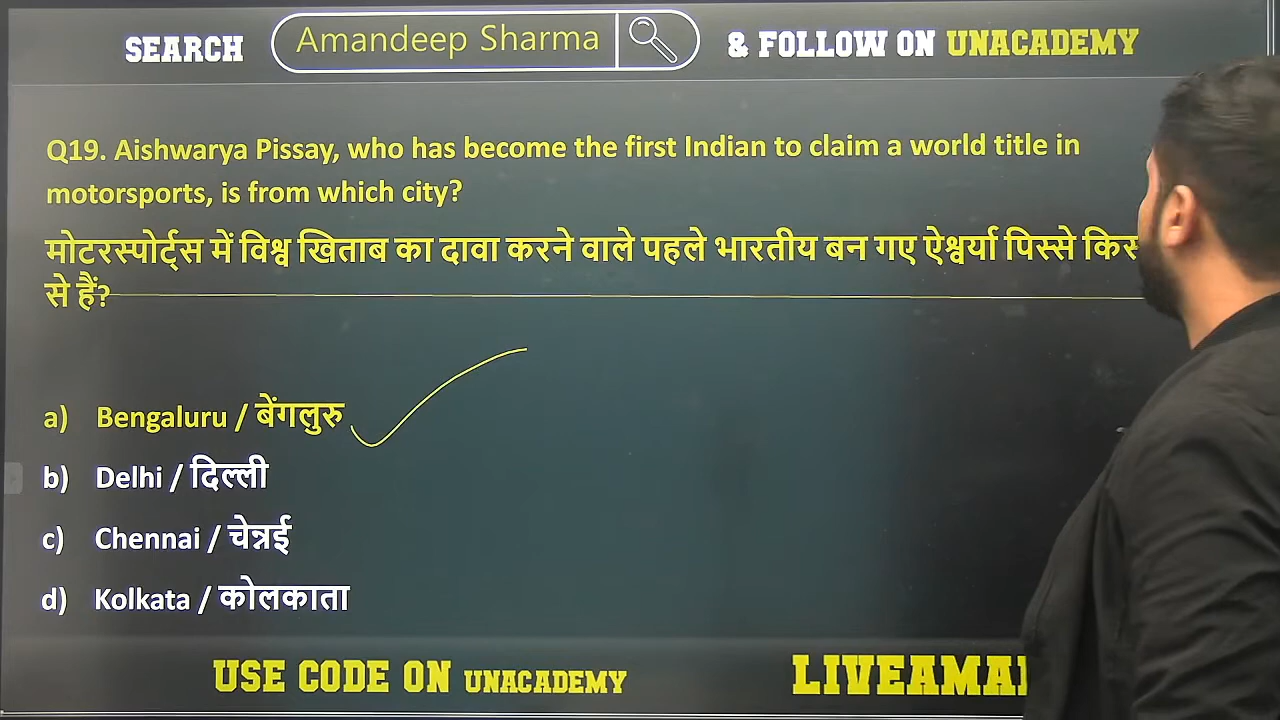 SEARCH Amandeep Sharma & FOLLOW ON UNACADEMY
Q19. Aishwarya Pissay, who has become the first Indian to claim a world title in
motorsports, is from which city?
मोटरस्पोर्ट्स में विश्व खिताब का दावा करने वाले पहले भारतीय बन गए ऐश्वर्या पिस्से किस
से हैं?
a) Bengaluru / बेंगलुरु
b) Delhi / दिल्ली
c) Chennai / चेन्नई
d) Kolkata / कोलकाता
USE CODE ON UNACADEMY